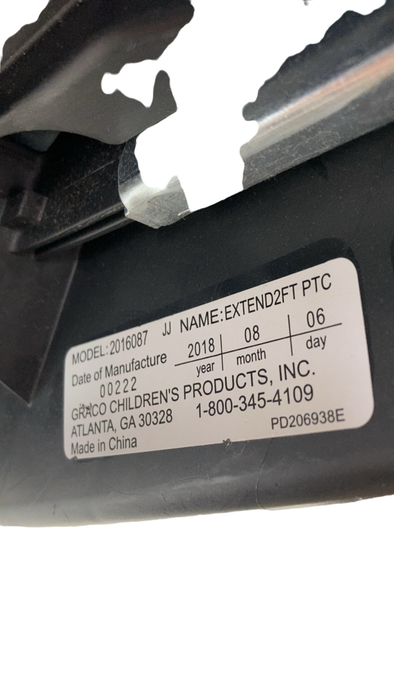 MODEL: 2016087 JJ NAME: EXTEND2FT PTC
Date of Manufacture 2018 08 06
year month day
00222
GRACO CHILDREN'S PRODUCTS, INC.
ATLANTA, GA 30328 1-800-345-4109
Made in China PD206938E